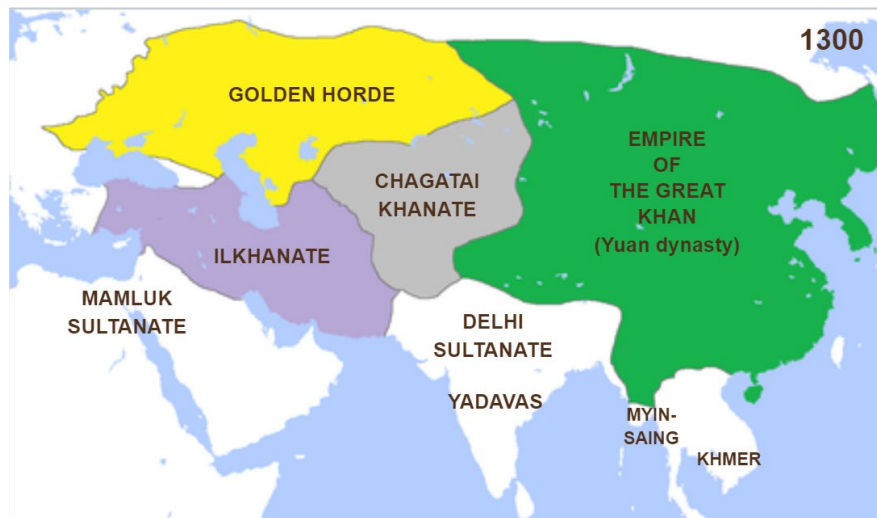 1300
GOLDEN HORDE
EMPIRE
OF
THE GREAT
KHAN
(Yuan dynasty)
CHAGATAI
KHANATE
ILKHANATE
MAMLUK
SULTANATE
DELHI
SULTANATE
YADAVAS
MYIN-
SAING
KHMER